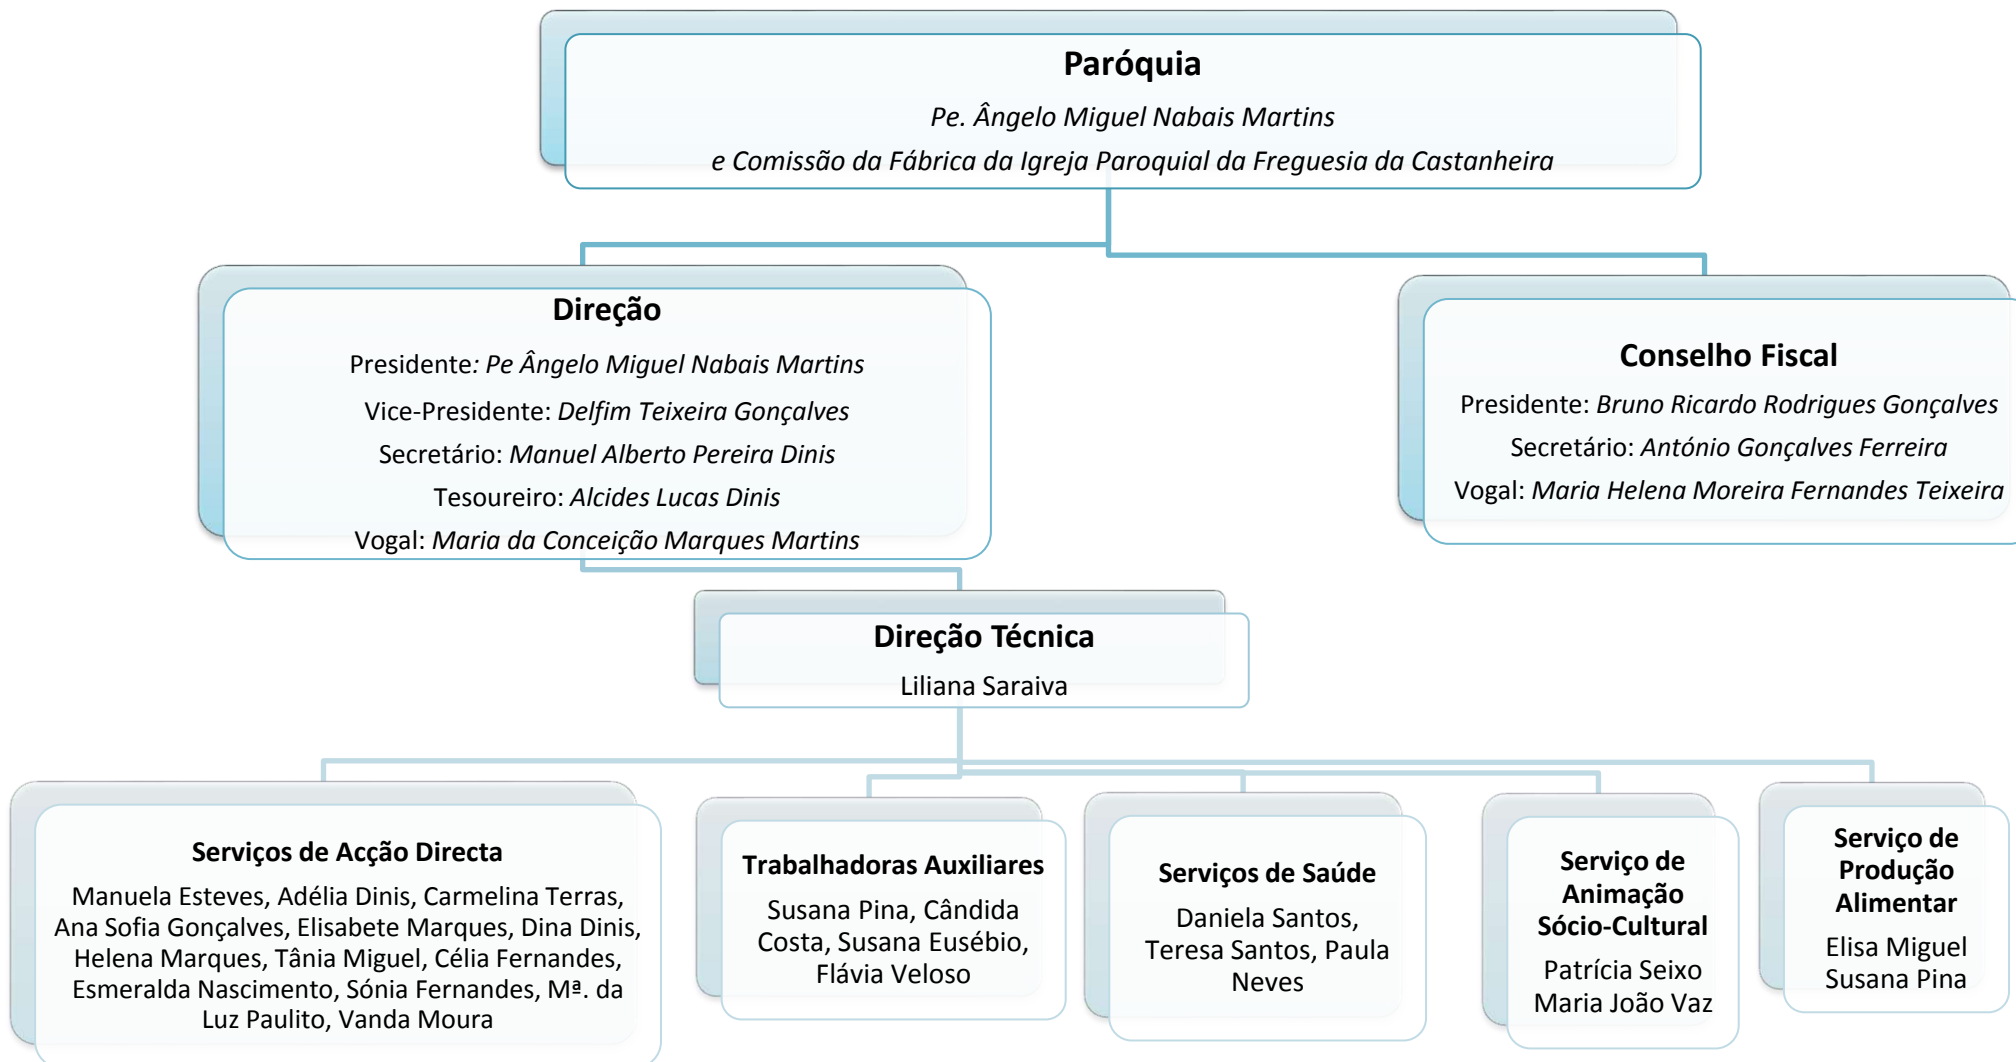 Paróquia
Pe. Ângelo Miguel Nabais Martins
e Comissão da Fábrica da Igreja Paroquial da Freguesia da Castanheira
Direção
Presidente: Pe Ângelo Miguel Nabais Martins
Vice-Presidente: Delfim Teixeira Gonçalves
Secretário: Manuel Alberto Pereira Dinis
Tesoureiro: Alcides Lucas Dinis
Vogal: Maria da Conceição Marques Martins
Conselho Fiscal
Presidente: Bruno Ricardo Rodrigues Gonçalves
Secretário: António Gonçalves Ferreira
Vogal: Maria Helena Moreira Fernandes Teixeira
Direção Técnica
Liliana Saraiva
Serviços de Acção Directa
Manuela Esteves, Adélia Dinis, Carmelina Terras,
Ana Sofia Gonçalves, Elisabete Marques, Dina Dinis,
Helena Marques, Tânia Miguel, Célia Fernandes,
Esmeralda Nascimento, Sónia Fernandes, Mª. da
Luz Paulito, Vanda Moura
Trabalhadoras Auxiliares
Susana Pina, Cândida
Costa, Susana Eusébio,
Flávia Veloso
Serviços de Saúde
Daniela Santos,
Teresa Santos, Paula
Neves
Serviço de
Animação
Sócio-Cultural
Patrícia Seixo
Maria João Vaz
Serviço de
Produção
Alimentar
Elisa Miguel
Susana Pina